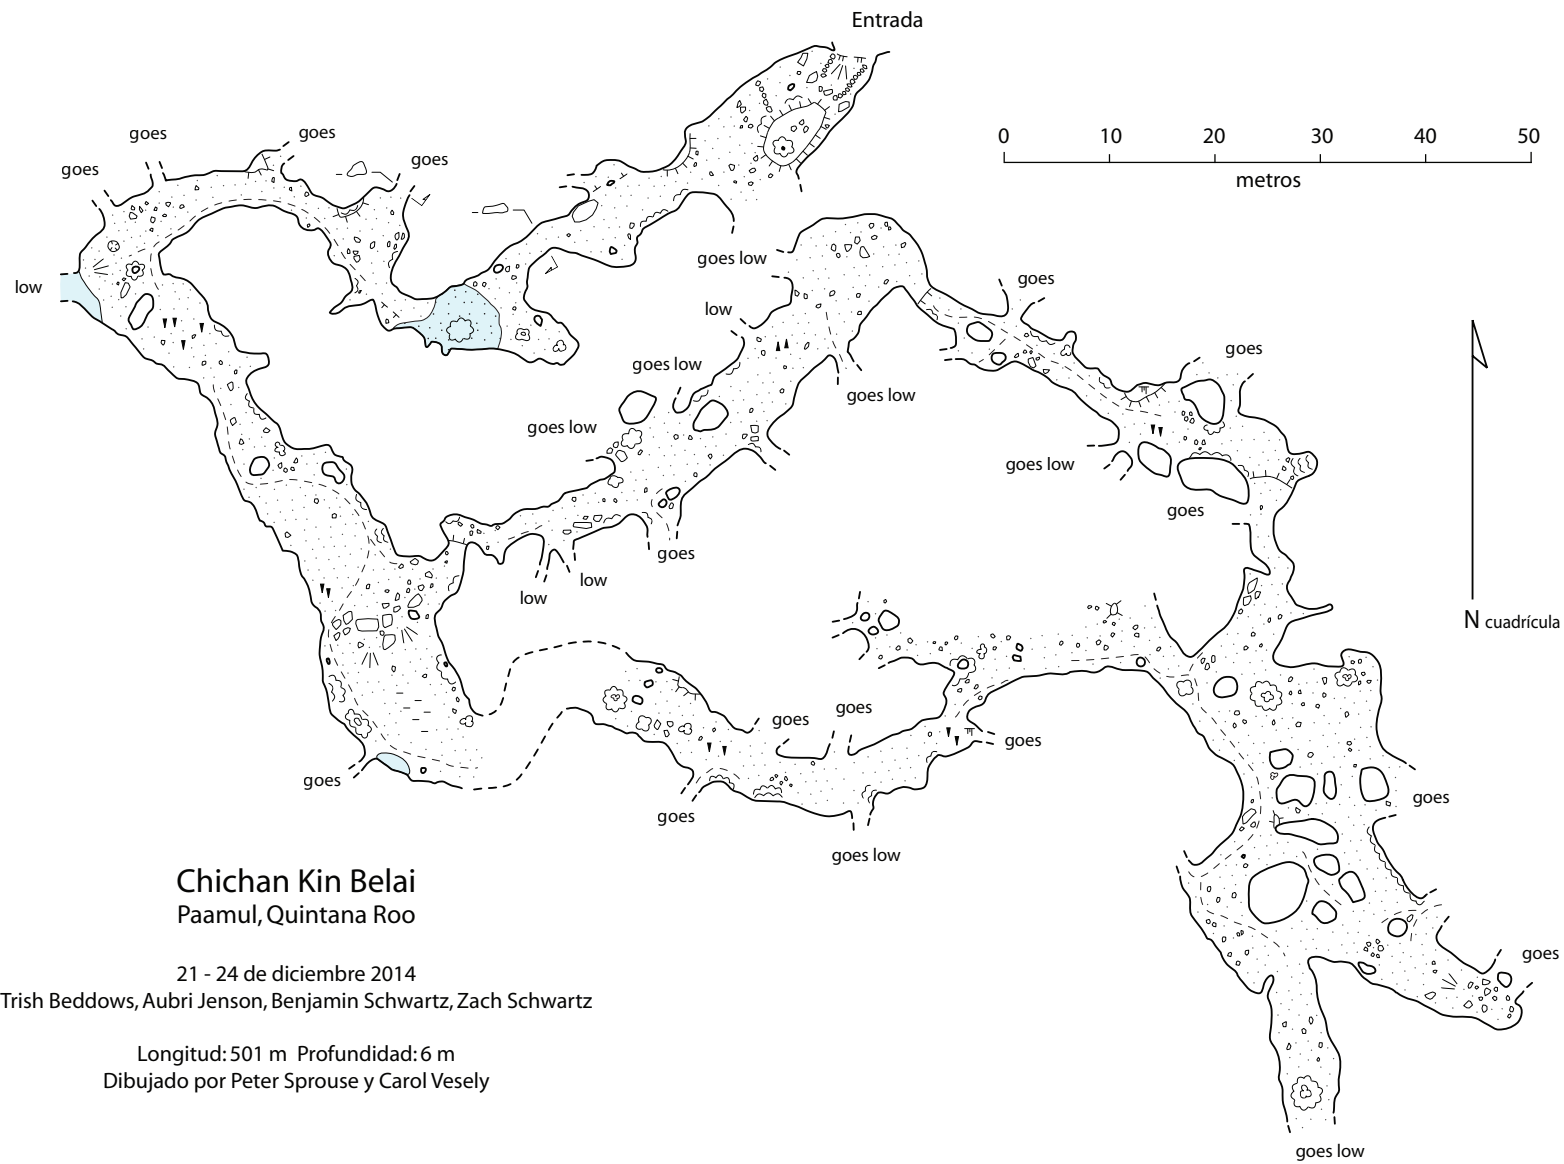 Entrada
goes
goes
goes
goes
0 10 20 30 40 50
metros
goes low
goes
low
low
goes
goes low
goes low
goes low
goes low
goes low
goes
goes
low
low
N cuadrícula
goes
goes
goes
goes
goes
goes
goes low
Chichan Kin Belai
Paamul, Quintana Roo
21 - 24 de diciembre 2014
Trish Beddows, Aubri Jenson, Benjamin Schwartz, Zach Schwartz
goes
Longitud: 501 m Profundidad: 6 m
Dibujado por Peter Sprouse y Carol Vesely
goes low